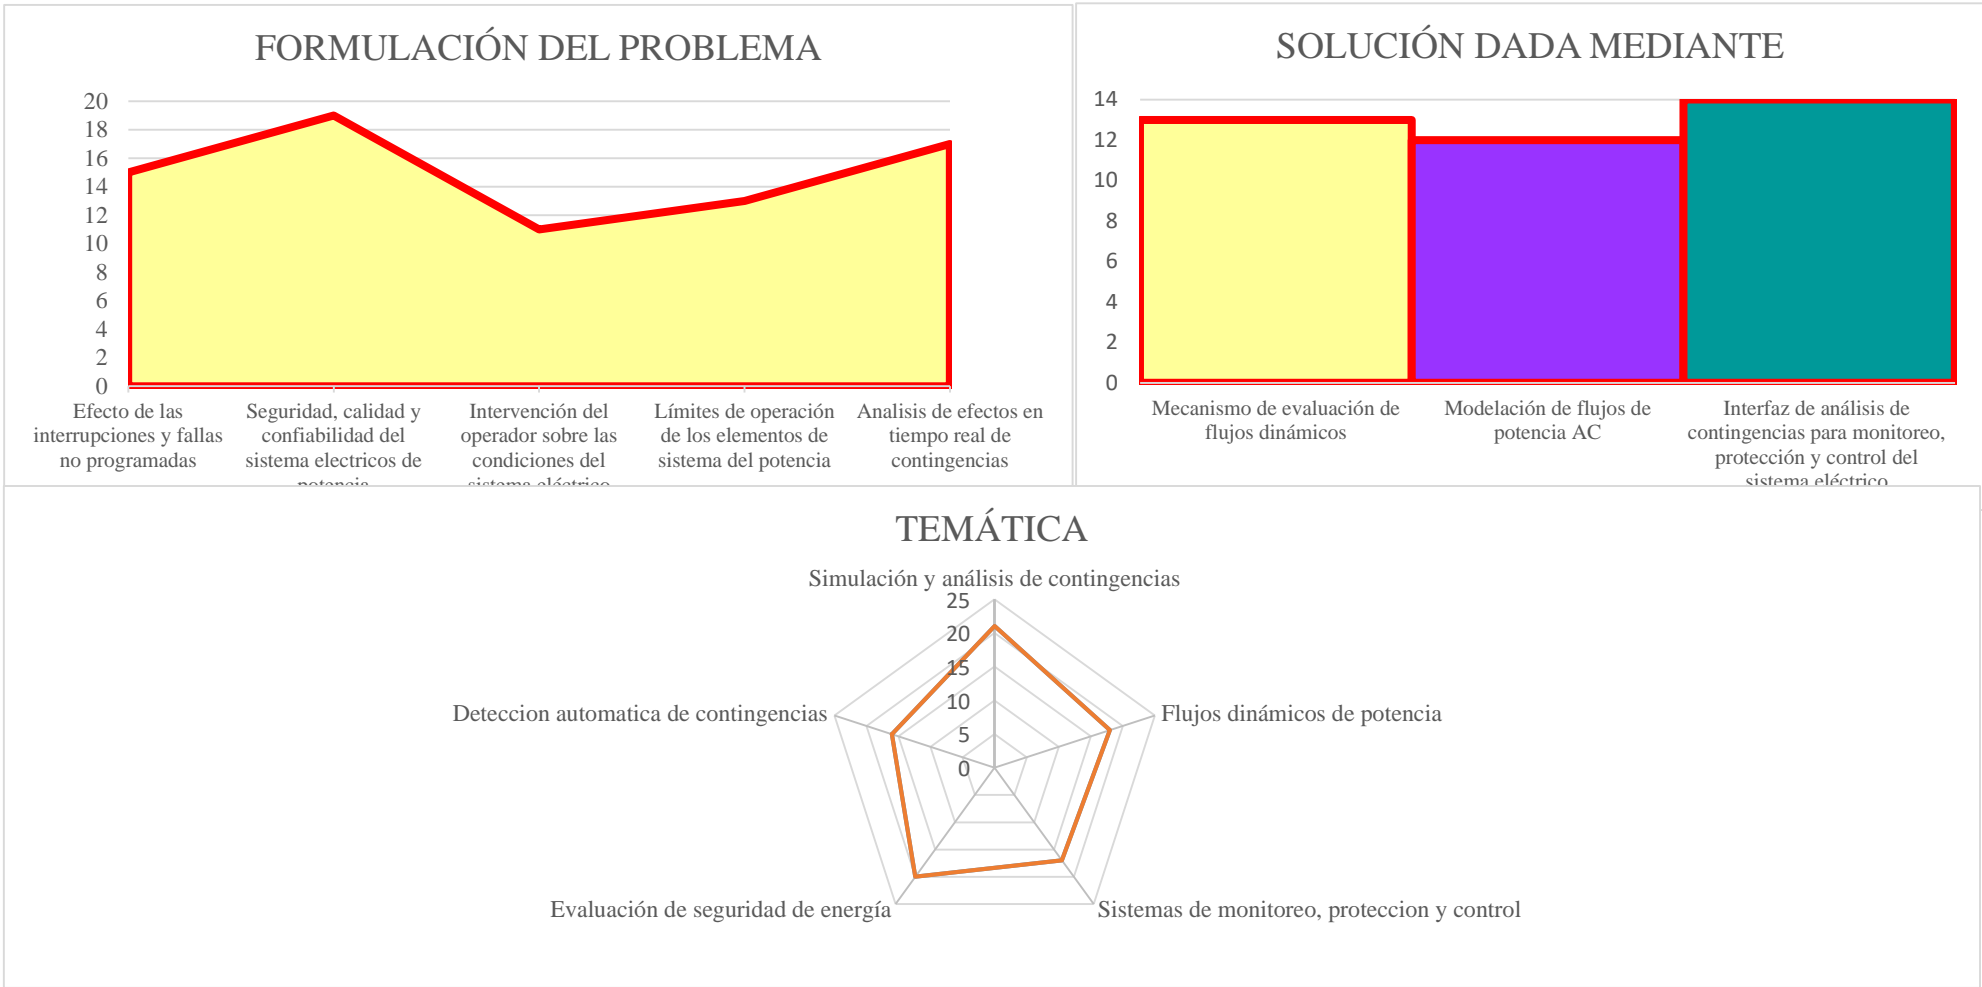 FORMULACIÓN DEL PROBLEMA
20
18
16
14
12
10
8
6
4
2
0
Efecto de las
interrupciones y fallas
no programadas
Seguridad, calidad y
confiabilidad del
sistema electricos de
potencia
Intervención del
operador sobre las
condiciones del
sistema eléctrico
Límites de operación
de los elementos de
sistema del potencia
Analisis de efectos en
tiempo real de
contingencias
SOLUCIÓN DADA MEDIANTE
14
12
10
8
6
4
2
0
Mecanismo de evaluación de
flujos dinámicos
Modelación de flujos de
potencia AC
Interfaz de análisis de
contingencias para monitoreo,
protección y control del
sistema eléctrico
TEMÁTICA
Simulación y análisis de contingencias
25
20
15
10
5
0
Flujos dinámicos de potencia
Sistemas de monitoreo, proteccion y control
Evaluación de seguridad de energía
Deteccion automatica de contingencias